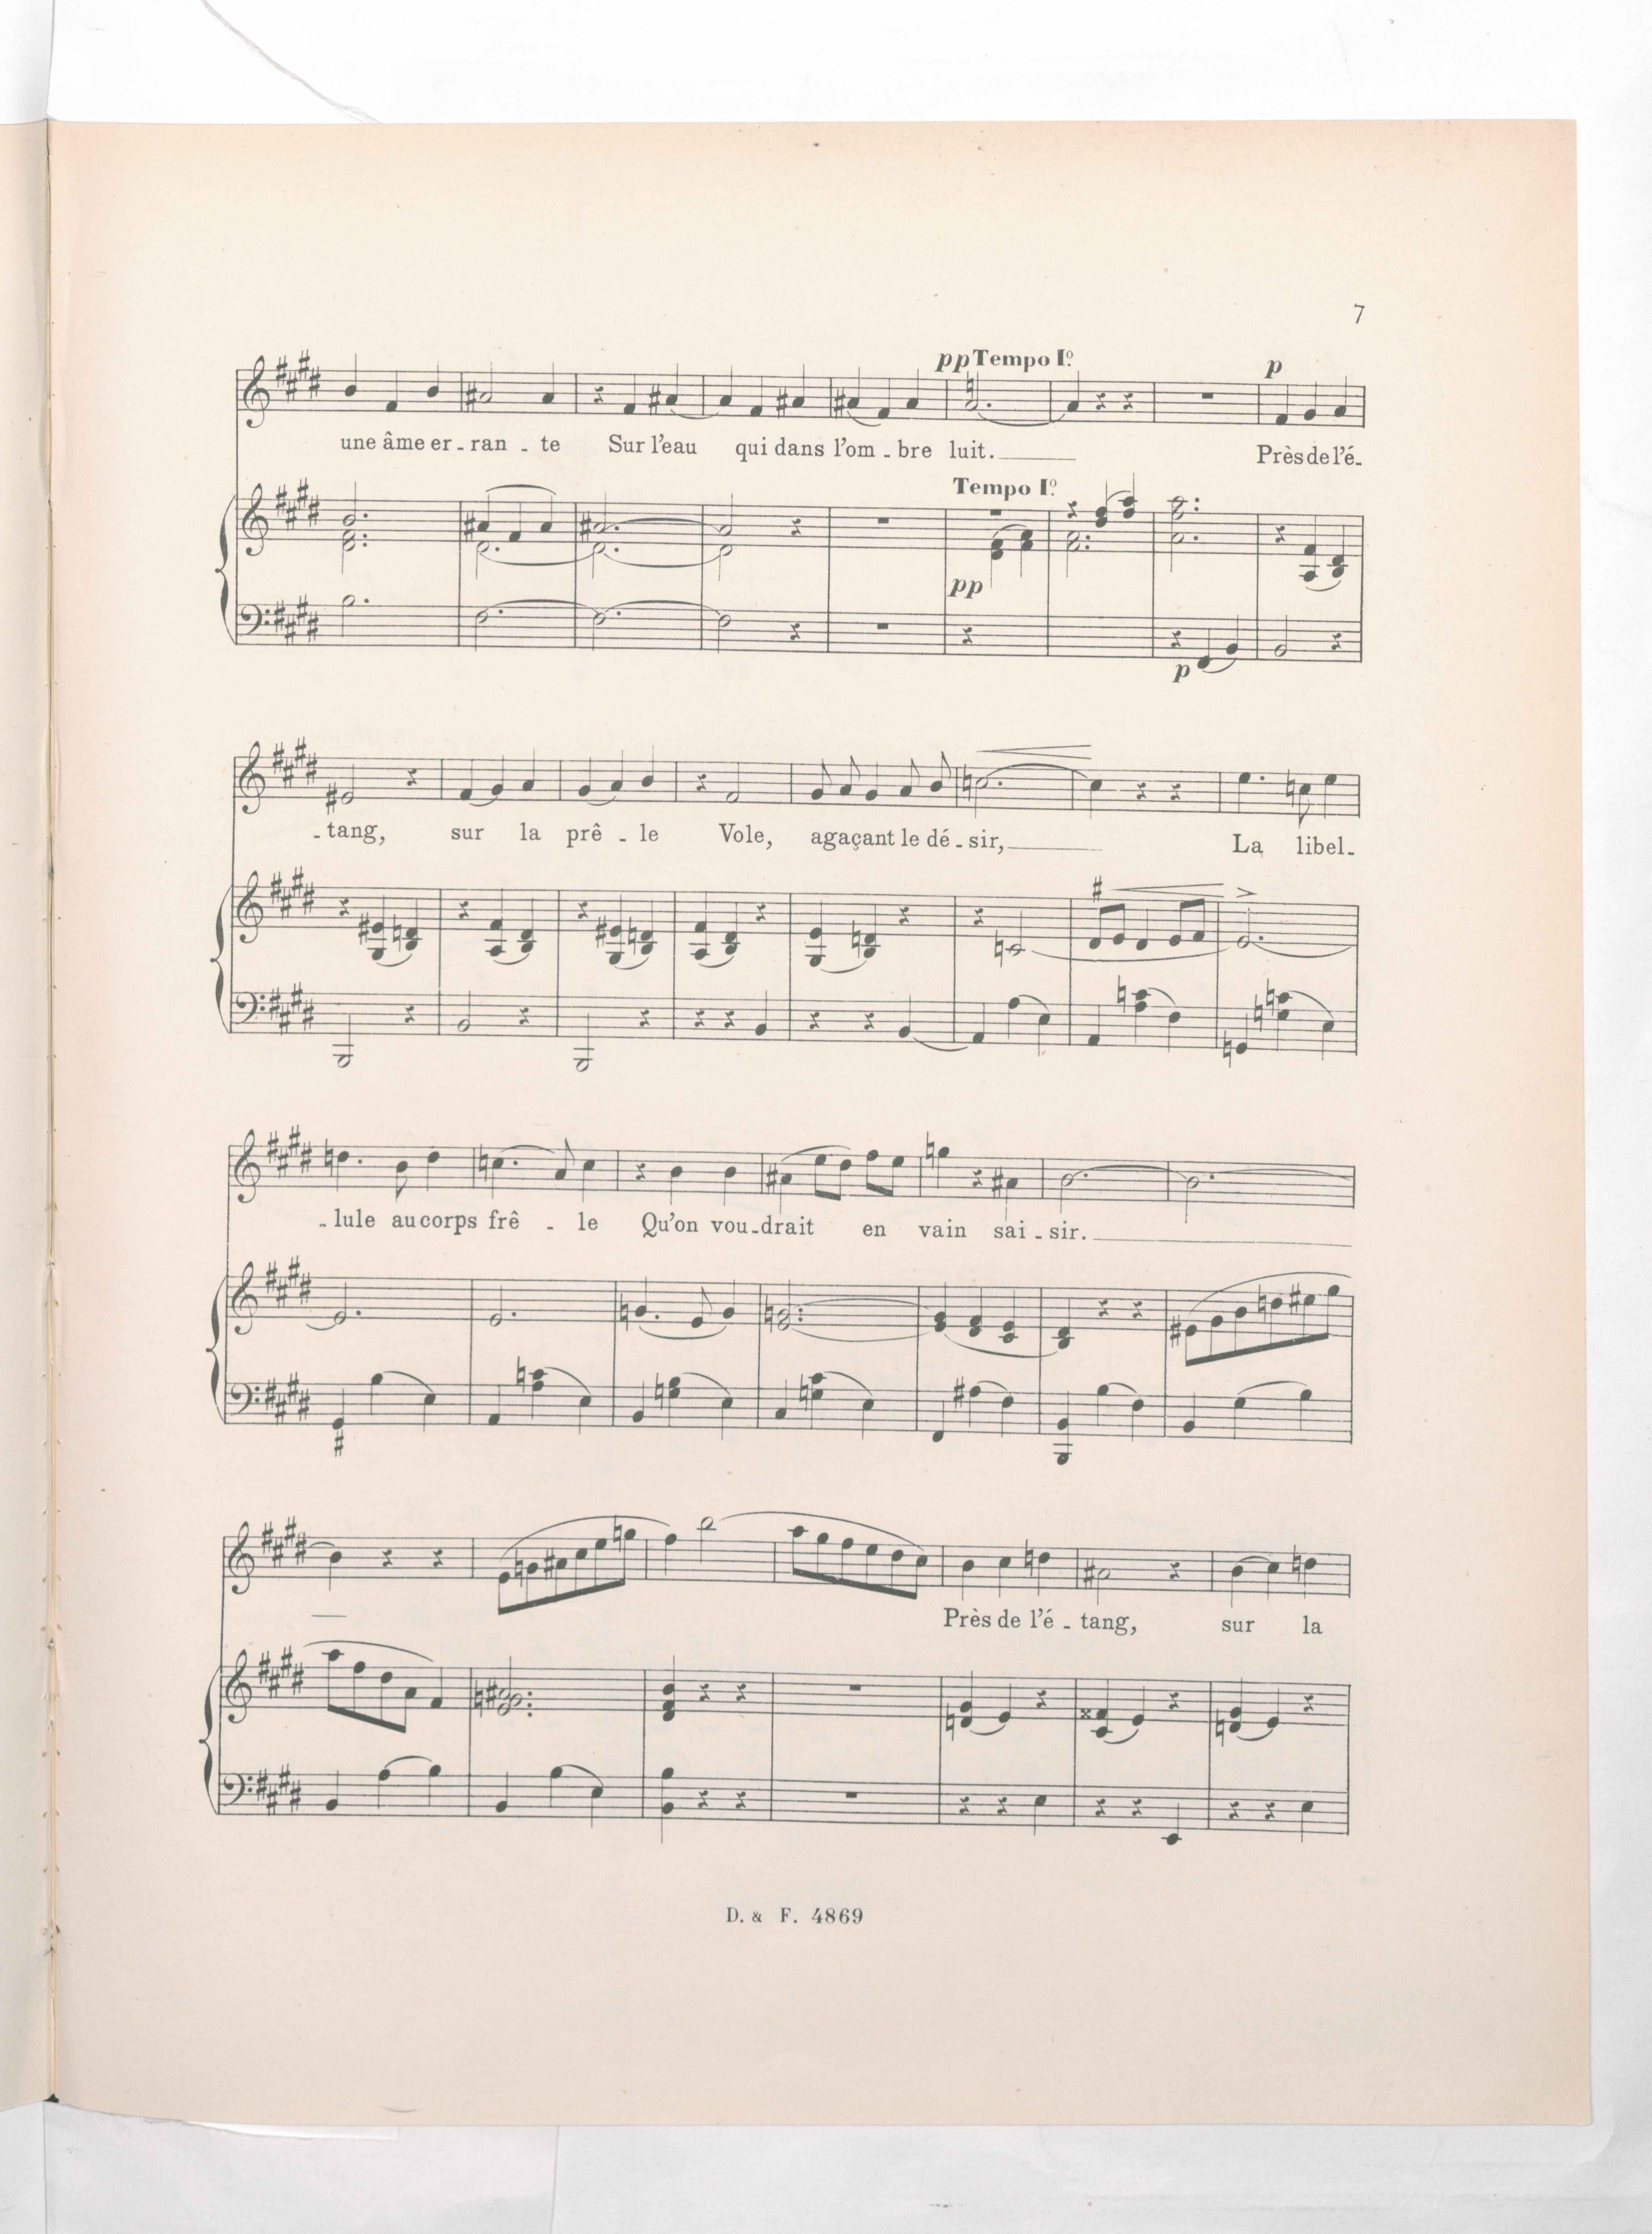 7
pp Tempo Iº.
p
une âme er - ran - te Sur l'eau qui dans l'om - bre luit. Près de l'é -
Tempo Iº.
pp
p
- tang, sur la prê - le Vole, agaçant le dé - sir, La libel -
- lule au corps frê - le Qu'on vou - drait en vain sai - sir.
Près de l'é - tang, sur la
D. & F. 4869